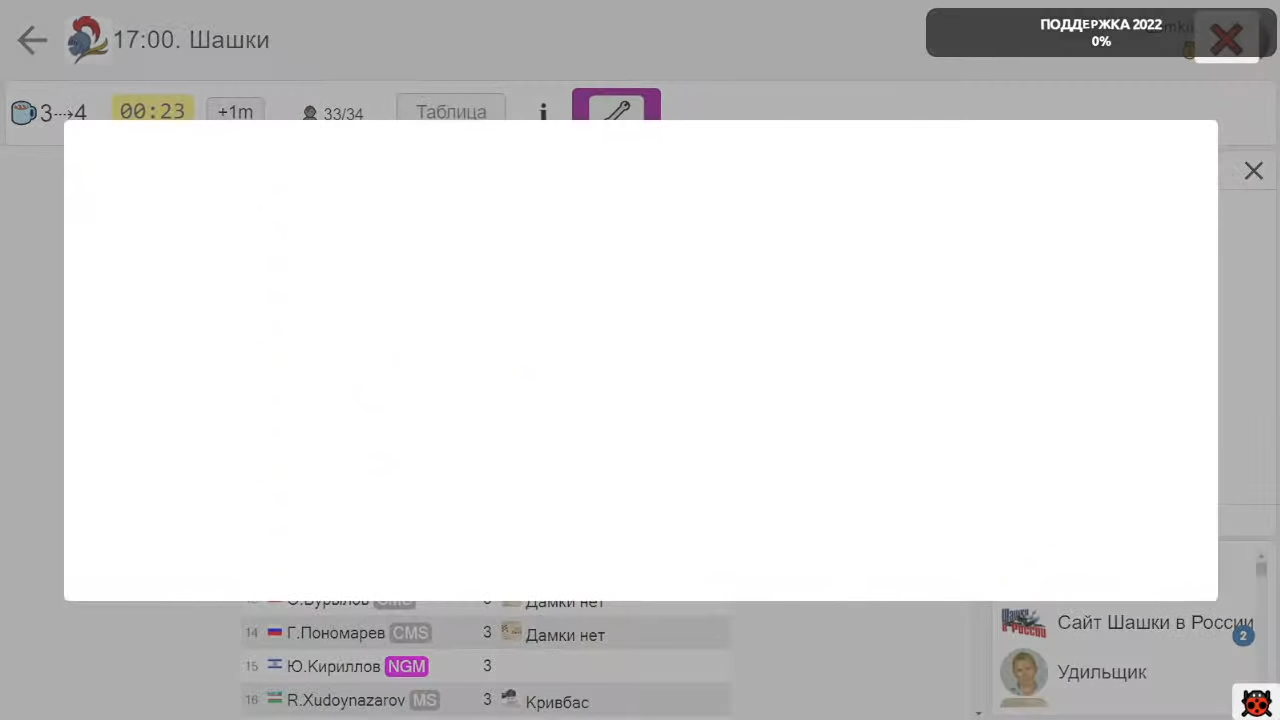 17:00. Шашки
ПОДДЕРЖКА 2022
0%
3 4
00:23
+1m
33/34
Таблица
i
Дамки нет
14 Г.Пономарев CMS 3 Дамки нет
15 Ю.Кириллов NGM 3
16 R.Xudoynazarov MS 3 Кривбас
Сайт Шашки в России
2
Удильщик